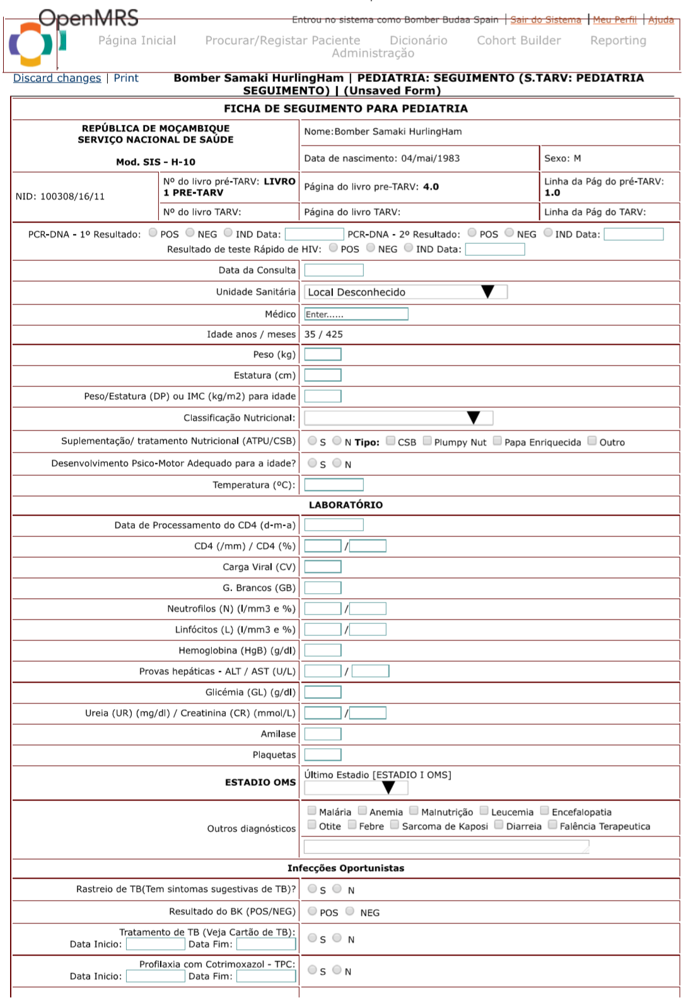 OpenMRS
Entrou no sistema como Bomber Budaa Spain | Sair do Sistema | Meu Perfil | Ajuda
Página Inicial Procurar/Registar Paciente Dicionário Cohort Builder Reporting
Administração
Discard changes | Print
Bomber Samaki HurlingHam | PEDIATRIA: SEGUIMENTO (S.TARV: PEDIATRIA
SEGUIMENTO) | (Unsaved Form)
FICHA DE SEGUIMENTO PARA PEDIATRIA
REPÚBLICA DE MOÇAMBIQUE
SERVIÇO NACIONAL DE SAÚDE
Mod. SIS - H-10
Nome:Bomber Samaki HurlingHam
Data de nascimento: 04/mai/1983
Sexo: M
NID: 100308/16/11
Nº do livro pré-TARV: LIVRO
1 PRE-TARV
Página do livro pre-TARV: 4.0
Linha da Pág do pré-TARV:
1.0
Nº do livro TARV:
Página do livro TARV:
Linha da Pág do TARV:
PCR-DNA - 1º Resultado: POS NEG IND Data: PCR-DNA - 2º Resultado: POS NEG IND Data:
Resultado de teste Rápido de HIV: POS NEG IND Data:
Data da Consulta
Unidade Sanitária Local Desconhecido
Médico Enter......
Idade anos / meses 35 / 425
Peso (kg)
Estatura (cm)
Peso/Estatura (DP) ou IMC (kg/m2) para idade
Classificação Nutricional:
Suplementação/ tratamento Nutricional (ATPU/CSB) S N Tipo: CSB Plumpy Nut Papa Enriquecida Outro
Desenvolvimento Psico-Motor Adequado para a idade? S N
Temperatura (ºC):
LABORATÓRIO
Data de Processamento do CD4 (d-m-a)
CD4 (/mm) / CD4 (%) /
Carga Viral (CV)
G. Brancos (GB)
Neutrofilos (N) (l/mm3 e %) /
Linfócitos (L) (l/mm3 e %) /
Hemoglobina (HgB) (g/dl)
Provas hepáticas - ALT / AST (U/L) /
Glicémia (GL) (g/dl)
Ureia (UR) (mg/dl) / Creatinina (CR) (mmol/L) /
Amilase
Plaquetas
ESTADIO OMS
Último Estadio [ESTADIO I OMS]
Outros diagnósticos
Malária Anemia Malnutrição Leucemia Encefalopatia
Otite Febre Sarcoma de Kaposi Diarreia Falência Terapeutica
Infecções Oportunistas
Rastreio de TB(Tem sintomas sugestivas de TB)? S N
Resultado do BK (POS/NEG) POS NEG
Tratamento de TB (Veja Cartão de TB):
Data Inicio: Data Fim: S N
Profilaxia com Cotrimoxazol - TPC:
Data Inicio: Data Fim: S N